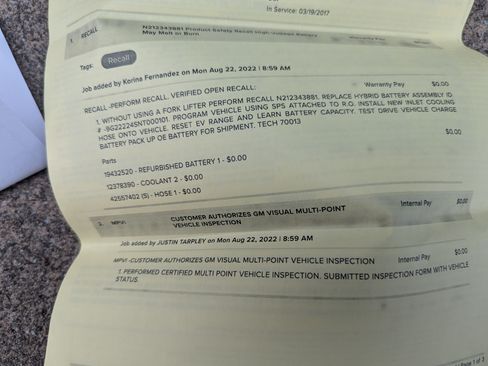 In Service: 03/19/2017
1. RECALL N212343881 Product Safety Recall High-Voltage Battery
May Melt or Burn
Tags: Recall
Job added by Korina Fernandez on Mon Aug 22, 2022 | 8:59 AM
RECALL -PERFORM RECALL. VERIFIED OPEN RECALL: Warranty Pay $0.00
1. WITHOUT USING A FORK LIFTER PERFORM RECALL N212343881. REPLACE HYBRID BATTERY ASSEMBLY ID
# -9G22224SNT000101. PROGRAM VEHICLE USING SPS ATTACHED TO R.O. INSTALL NEW INLET COOLING
HOSE ONTO VEHICLE. RESET EV RANGE AND LEARN BATTERY CAPACITY. TEST DRIVE VEHICLE CHARGE
BATTERY PACK UP OE BATTERY FOR SHIPMENT. TECH 70013
$0.00
Parts
19432520 - REFURBISHED BATTERY 1 - $0.00
12378390 - COOLANT 2 - $0.00
42557402 (S) - HOSE 1 - $0.00
2. MPVI CUSTOMER AUTHORIZES GM VISUAL MULTI-POINT Internal Pay $0.00
VEHICLE INSPECTION
Job added by JUSTIN TARPLEY on Mon Aug 22, 2022 | 8:59 AM
MPVI -CUSTOMER AUTHORIZES GM VISUAL MULTI-POINT VEHICLE INSPECTION Internal Pay $0.00
1. PERFORMED CERTIFIED MULTI POINT VEHICLE INSPECTION. SUBMITTED INSPECTION FORM WITH VEHICLE
STATUS.
Page 1 of 3